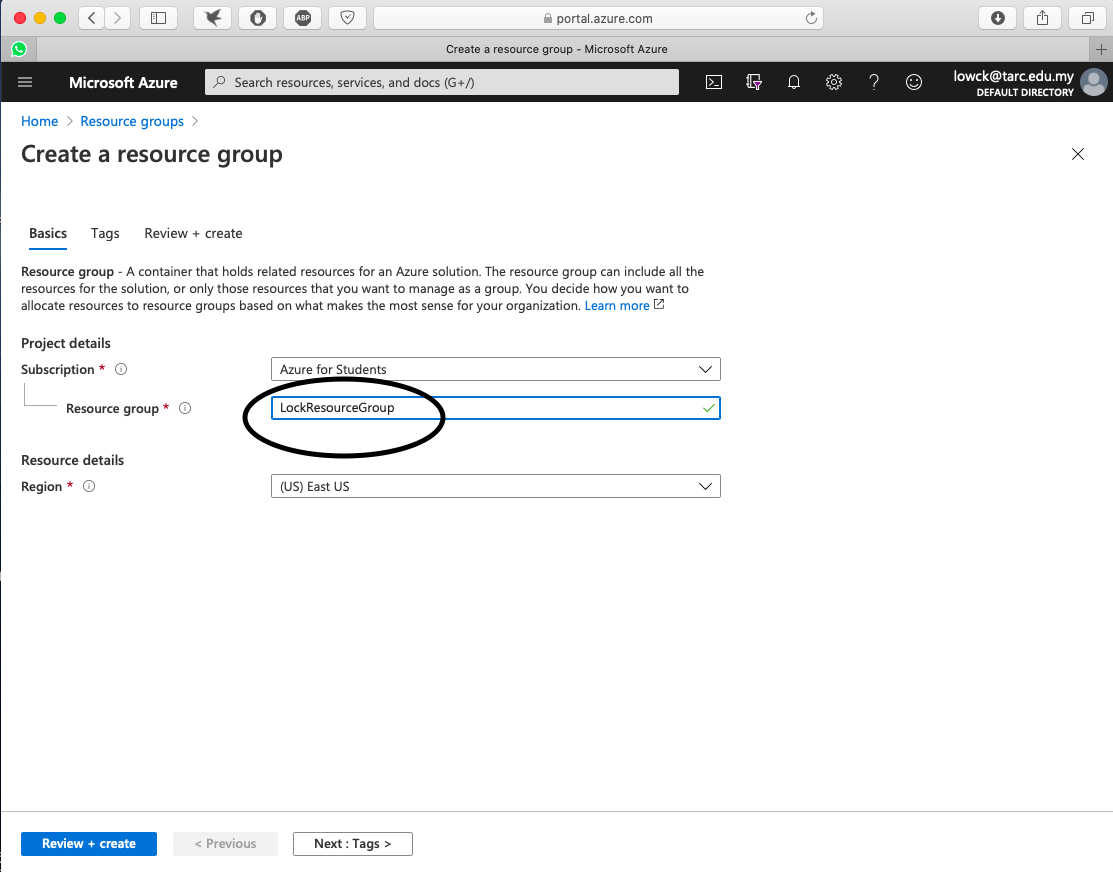 ABP
portal.azure.com
Create a resource group - Microsoft Azure
Microsoft Azure
Search resources, services, and docs (G+/)
lowck@tarc.edu.my
DEFAULT DIRECTORY
Home > Resource groups >
Create a resource group
Basics Tags Review + create
Resource group - A container that holds related resources for an Azure solution. The resource group can include all the
resources for the solution, or only those resources that you want to manage as a group. You decide how you want to
allocate resources to resource groups based on what makes the most sense for your organization. Learn more
Project details
Subscription * Azure for Students
Resource group * LockResourceGroup
Resource details
Region * (US) East US
Review + create < Previous Next : Tags >